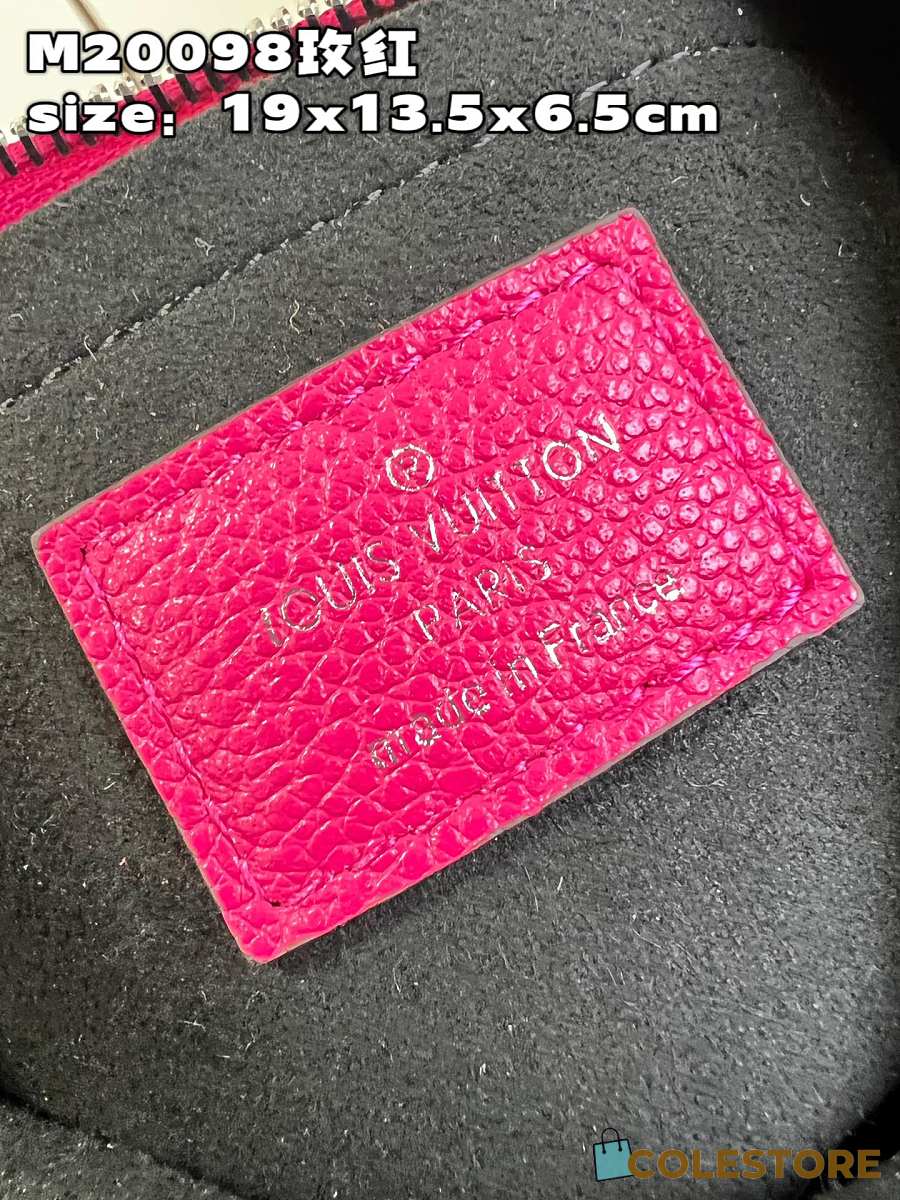 M20098玫红
size：19x13.5x6.5cm
®
LOUIS VUITTON
PARIS
made in France
COLESTORE